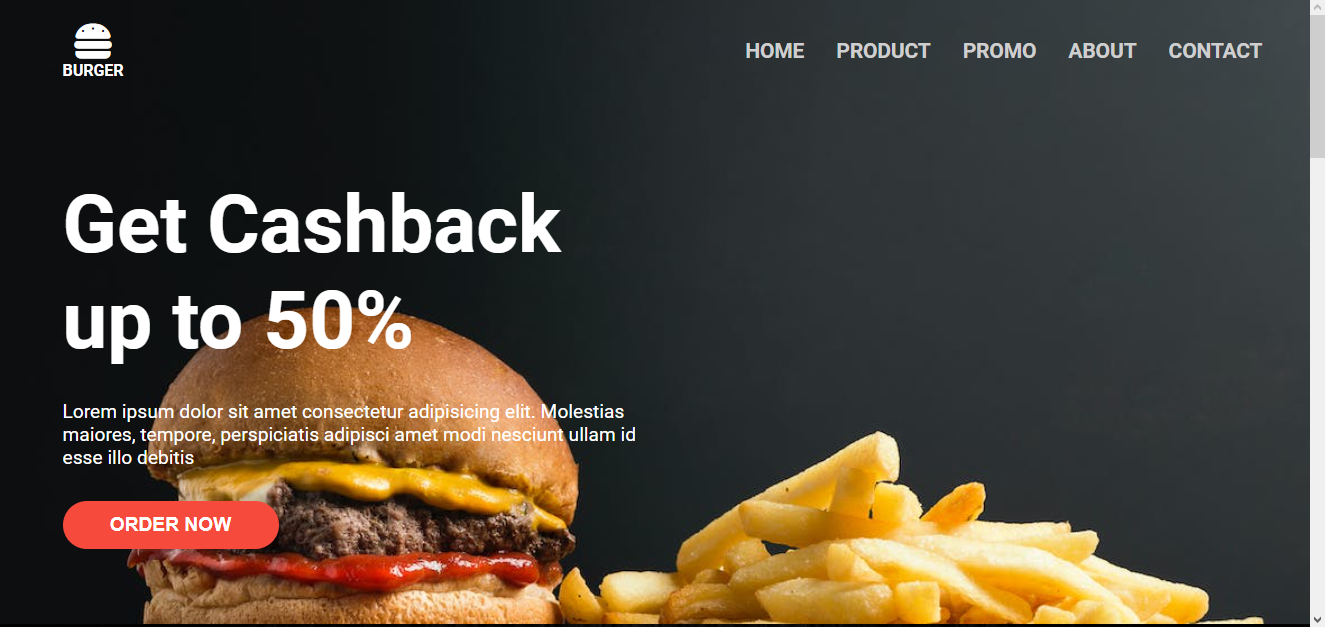 BURGER
HOME PRODUCT PROMO ABOUT CONTACT
Get Cashback
up to 50%
Lorem ipsum dolor sit amet consectetur adipisicing elit. Molestias
maiores, tempore, perspiciatis adipisci amet modi nesciunt ullam id
esse illo debitis
ORDER NOW